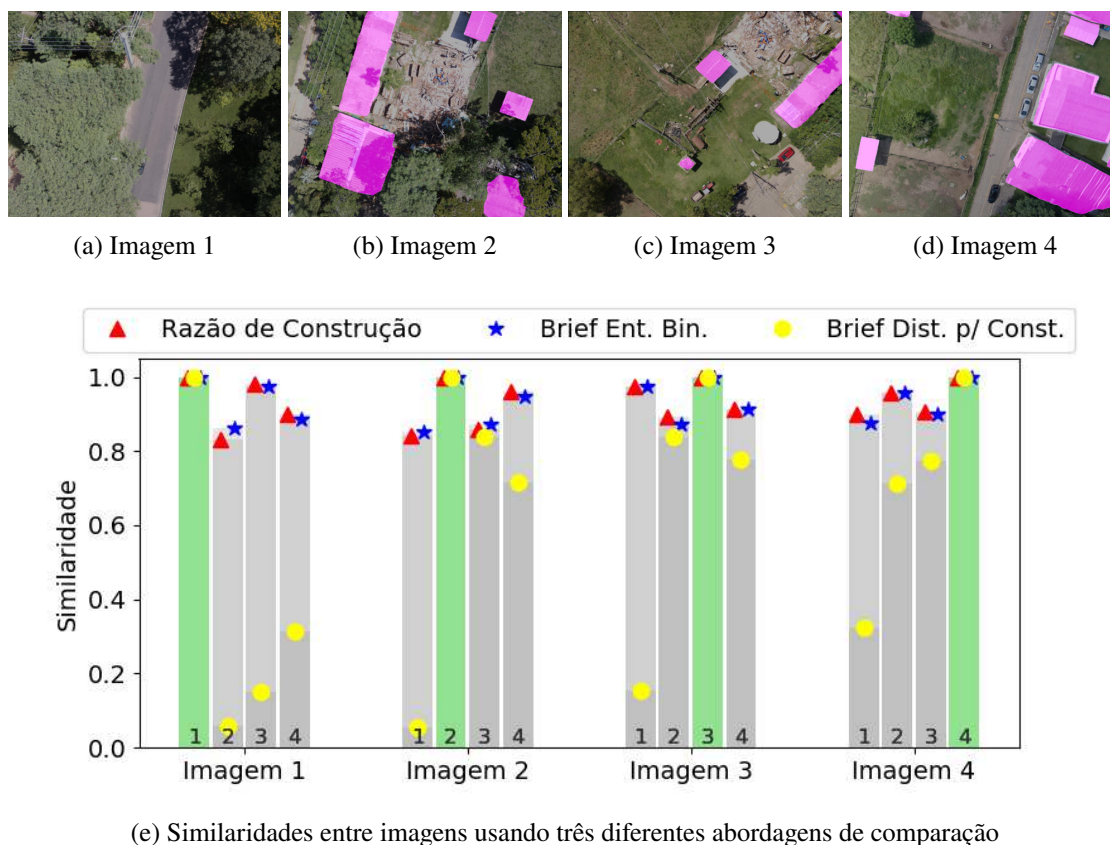 (a) Imagem 1
(b) Imagem 2
(c) Imagem 3
(d) Imagem 4
Razão de Construção
Brief Ent. Bin.
Brief Dist. p/ Const.
Similaridade
1.0
0.8
0.6
0.4
0.2
0.0
1 2 3 4
1 2 3 4
1 2 3 4
1 2 3 4
Imagem 1
Imagem 2
Imagem 3
Imagem 4
(e) Similaridades entre imagens usando três diferentes abordagens de comparação